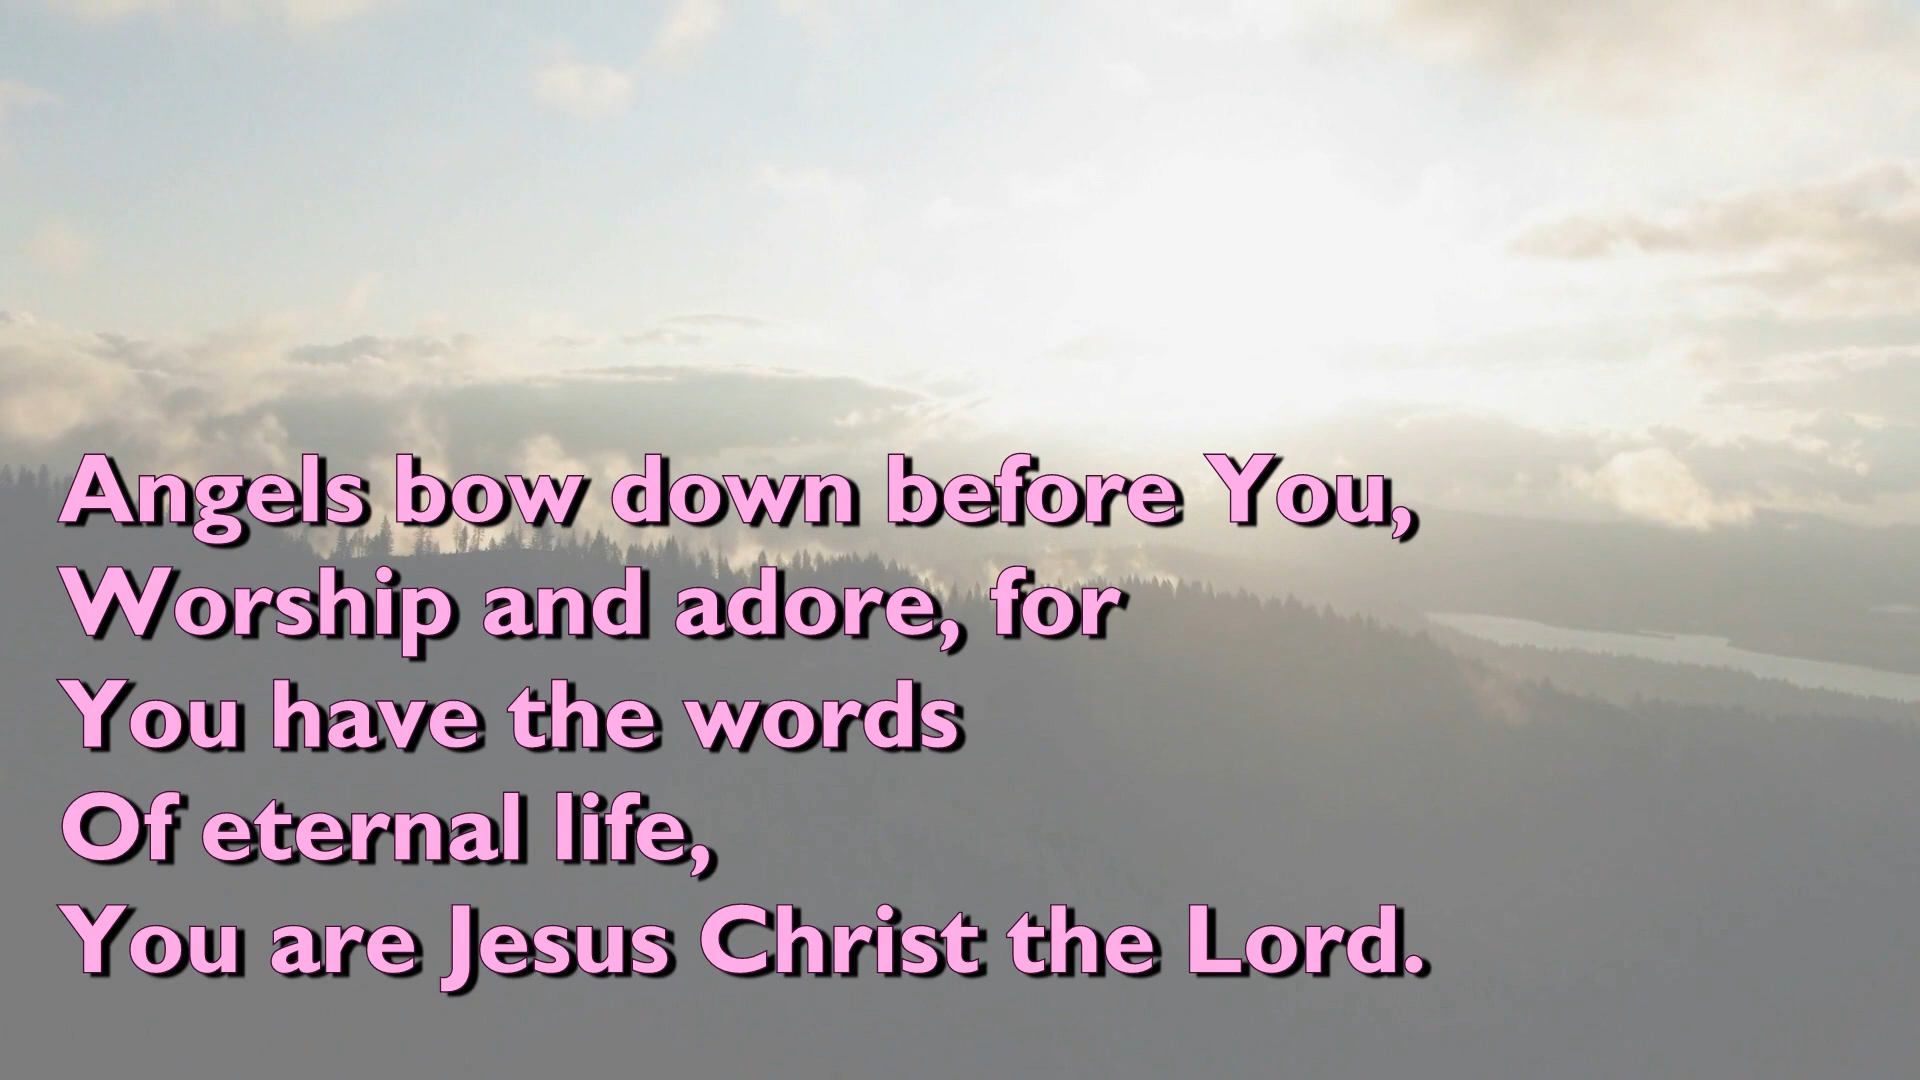 Angels bow down before You,
Worship and adore, for
You have the words
Of eternal life,
You are Jesus Christ the Lord.